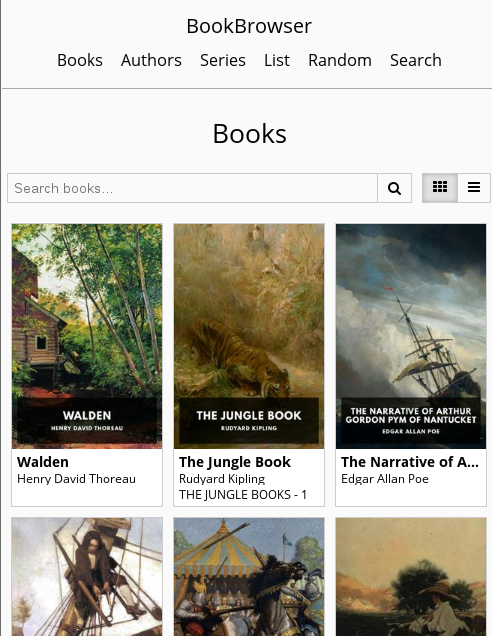 BookBrowser
Books Authors Series List Random Search
Books
Search books...
WALDEN
HENRY DAVID THOREAU
Walden
Henry David Thoreau
THE JUNGLE BOOK
RUDYARD KIPLING
The Jungle Book
Rudyard Kipling
THE JUNGLE BOOKS - 1
THE NARRATIVE OF ARTHUR
GORDON PYM OF NANTUCKET
EDGAR ALLAN POE
The Narrative of A...
Edgar Allan Poe